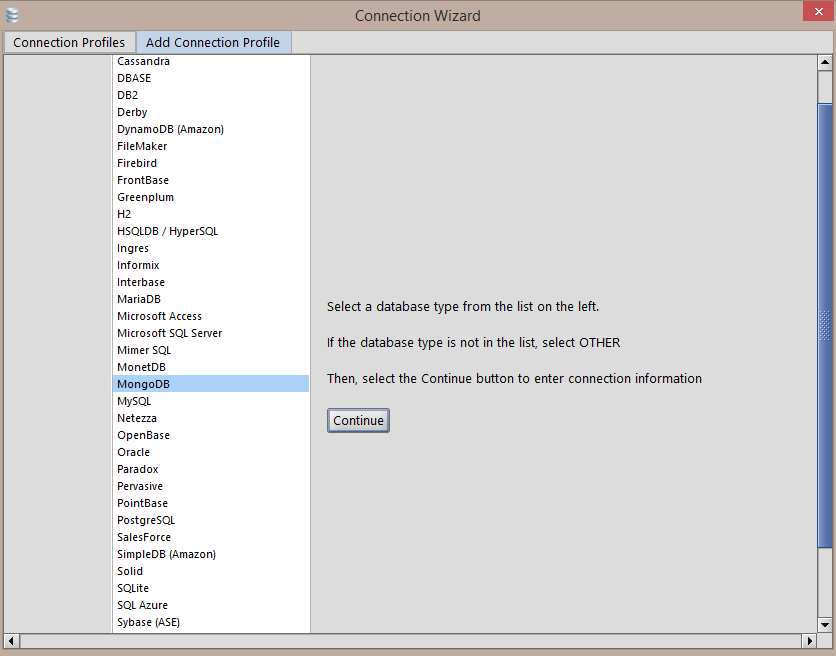 Connection Wizard
Connection Profiles
Add Connection Profile
Cassandra
DBASE
DB2
Derby
DynamoDB (Amazon)
FileMaker
Firebird
FrontBase
Greenplum
H2
HSQLDB / HyperSQL
Ingres
Informix
Interbase
MariaDB
Microsoft Access
Microsoft SQL Server
Mimer SQL
MonetDB
MongoDB
MySQL
Netezza
OpenBase
Oracle
Paradox
Pervasive
PointBase
PostgreSQL
SalesForce
SimpleDB (Amazon)
Solid
SQLite
SQL Azure
Sybase (ASE)
Select a database type from the list on the left.
If the database type is not in the list, select OTHER
Then, select the Continue button to enter connection information
Continue